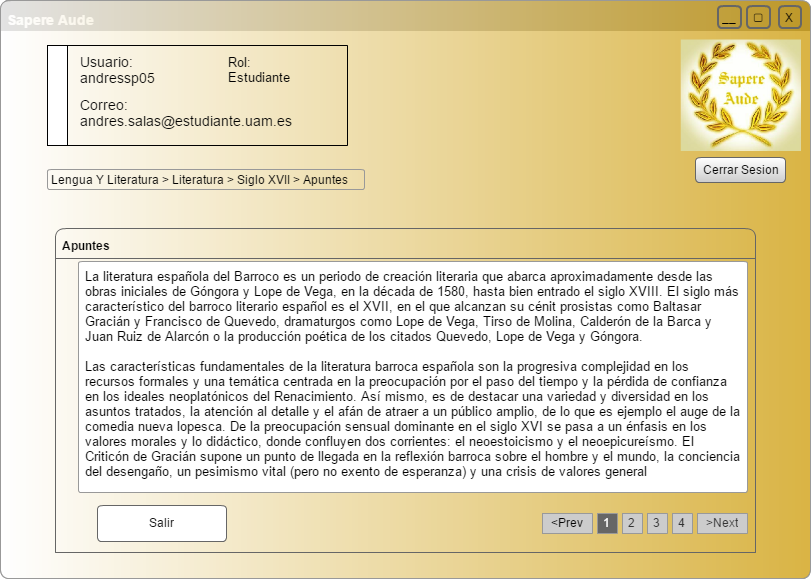 Sapere Aude
__ □ X
Usuario:
andressp05
Rol:
Estudiante
Correo:
andres.salas@estudiante.uam.es
Sapere
Aude
Cerrar Sesion
Lengua Y Literatura > Literatura > Siglo XVII > Apuntes
Apuntes
La literatura española del Barroco es un periodo de creación literaria que abarca aproximadamente desde las
obras iniciales de Góngora y Lope de Vega, en la década de 1580, hasta bien entrado el siglo XVIII. El siglo más
característico del barroco literario español es el XVII, en el que alcanzan su cénit prosistas como Baltasar
Gracián y Francisco de Quevedo, dramaturgos como Lope de Vega, Tirso de Molina, Calderón de la Barca y
Juan Ruiz de Alarcón o la producción poética de los citados Quevedo, Lope de Vega y Góngora.
Las características fundamentales de la literatura barroca española son la progresiva complejidad en los
recursos formales y una temática centrada en la preocupación por el paso del tiempo y la pérdida de confianza
en los ideales neoplatónicos del Renacimiento. Así mismo, es de destacar una variedad y diversidad en los
asuntos tratados, la atención al detalle y el afán de atraer a un público amplio, de lo que es ejemplo el auge de la
comedia nueva lopesca. De la preocupación sensual dominante en el siglo XVI se pasa a un énfasis en los
valores morales y lo didáctico, donde confluyen dos corrientes: el neoestoicismo y el neoepicureísmo. El
Criticón de Gracián supone un punto de llegada en la reflexión barroca sobre el hombre y el mundo, la conciencia
del desengaño, un pesimismo vital (pero no exento de esperanza) y una crisis de valores general
Salir
<Prev 1 2 3 4 >Next